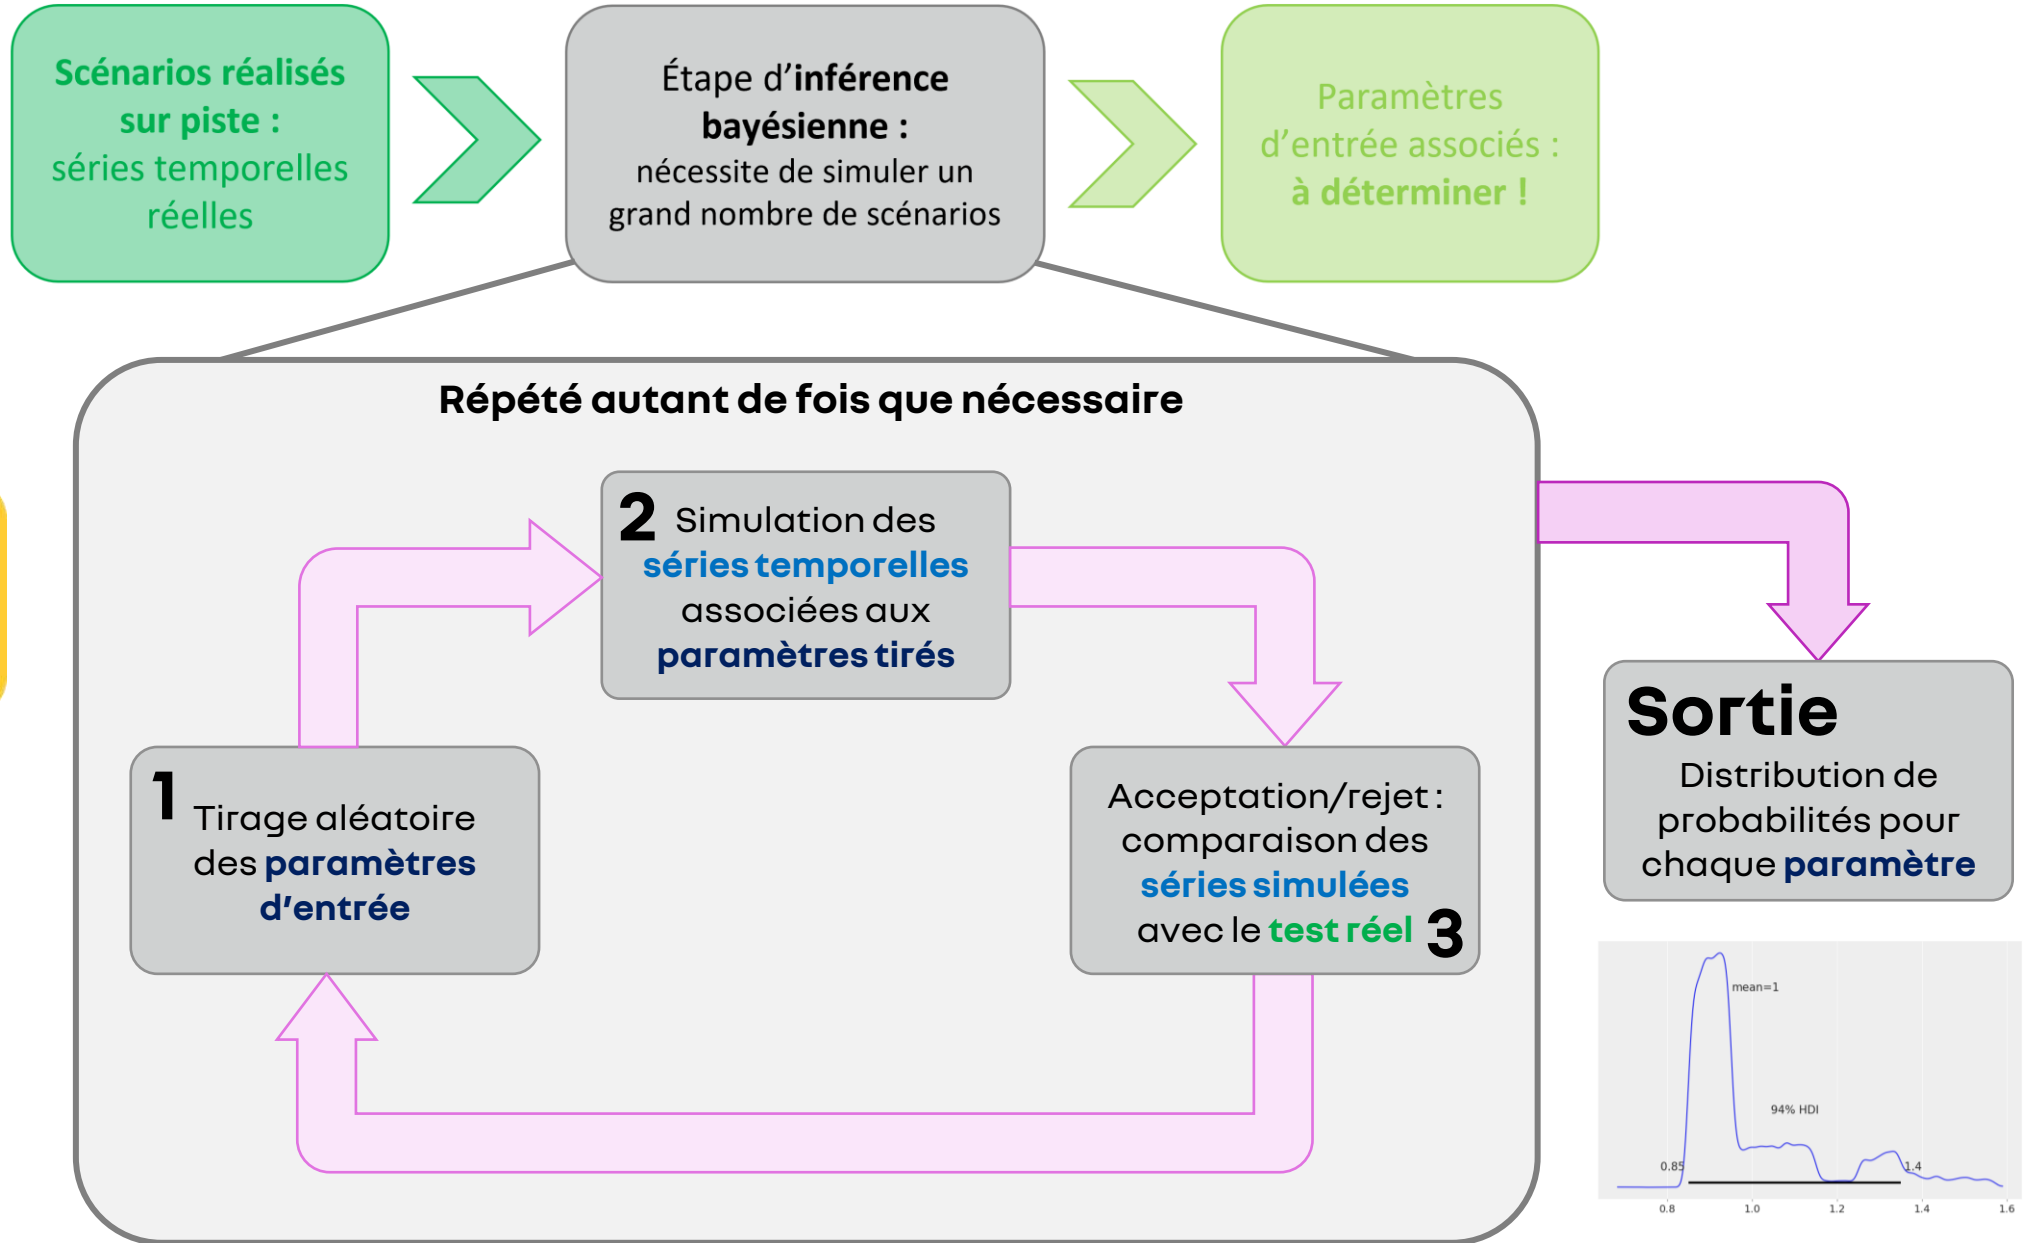 Scénarios réalisés
sur piste :
séries temporelles
réelles
Étape d’inférence
bayésienne :
nécessite de simuler un
grand nombre de scénarios
Paramètres
d’entrée associés :
à déterminer !
Répété autant de fois que nécessaire
1
Tirage aléatoire
des paramètres
d’entrée
2 Simulation des
séries temporelles
associées aux
paramètres tirés
Acceptation/rejet :
comparaison des
séries simulées
avec le test réel 3
Sortie
Distribution de
probabilités pour
chaque paramètre
mean=1
94% HDI
0.85
1.4
0.8 1.0 1.2 1.4 1.6